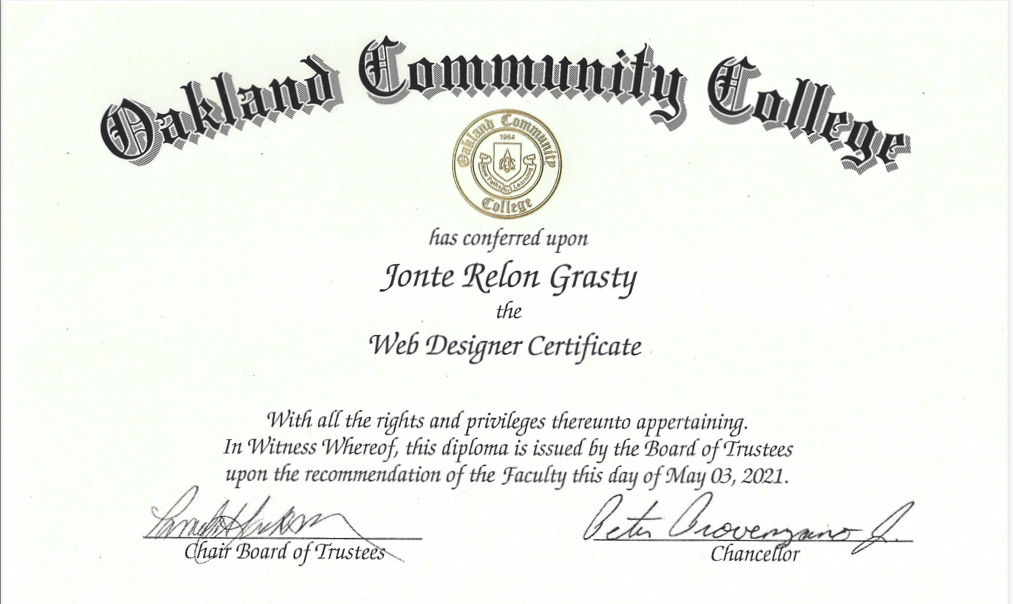 Oakland Community College
Oakland Community
1964
College
has conferred upon
Jonte Relon Grasty
the
Web Designer Certificate
With all the rights and privileges thereunto appertaining.
In Witness Whereof, this diploma is issued by the Board of Trustees
upon the recommendation of the Faculty this day of May 03, 2021.
Peter Provenzano Jr.
Chair Board of Trustees
Chancellor